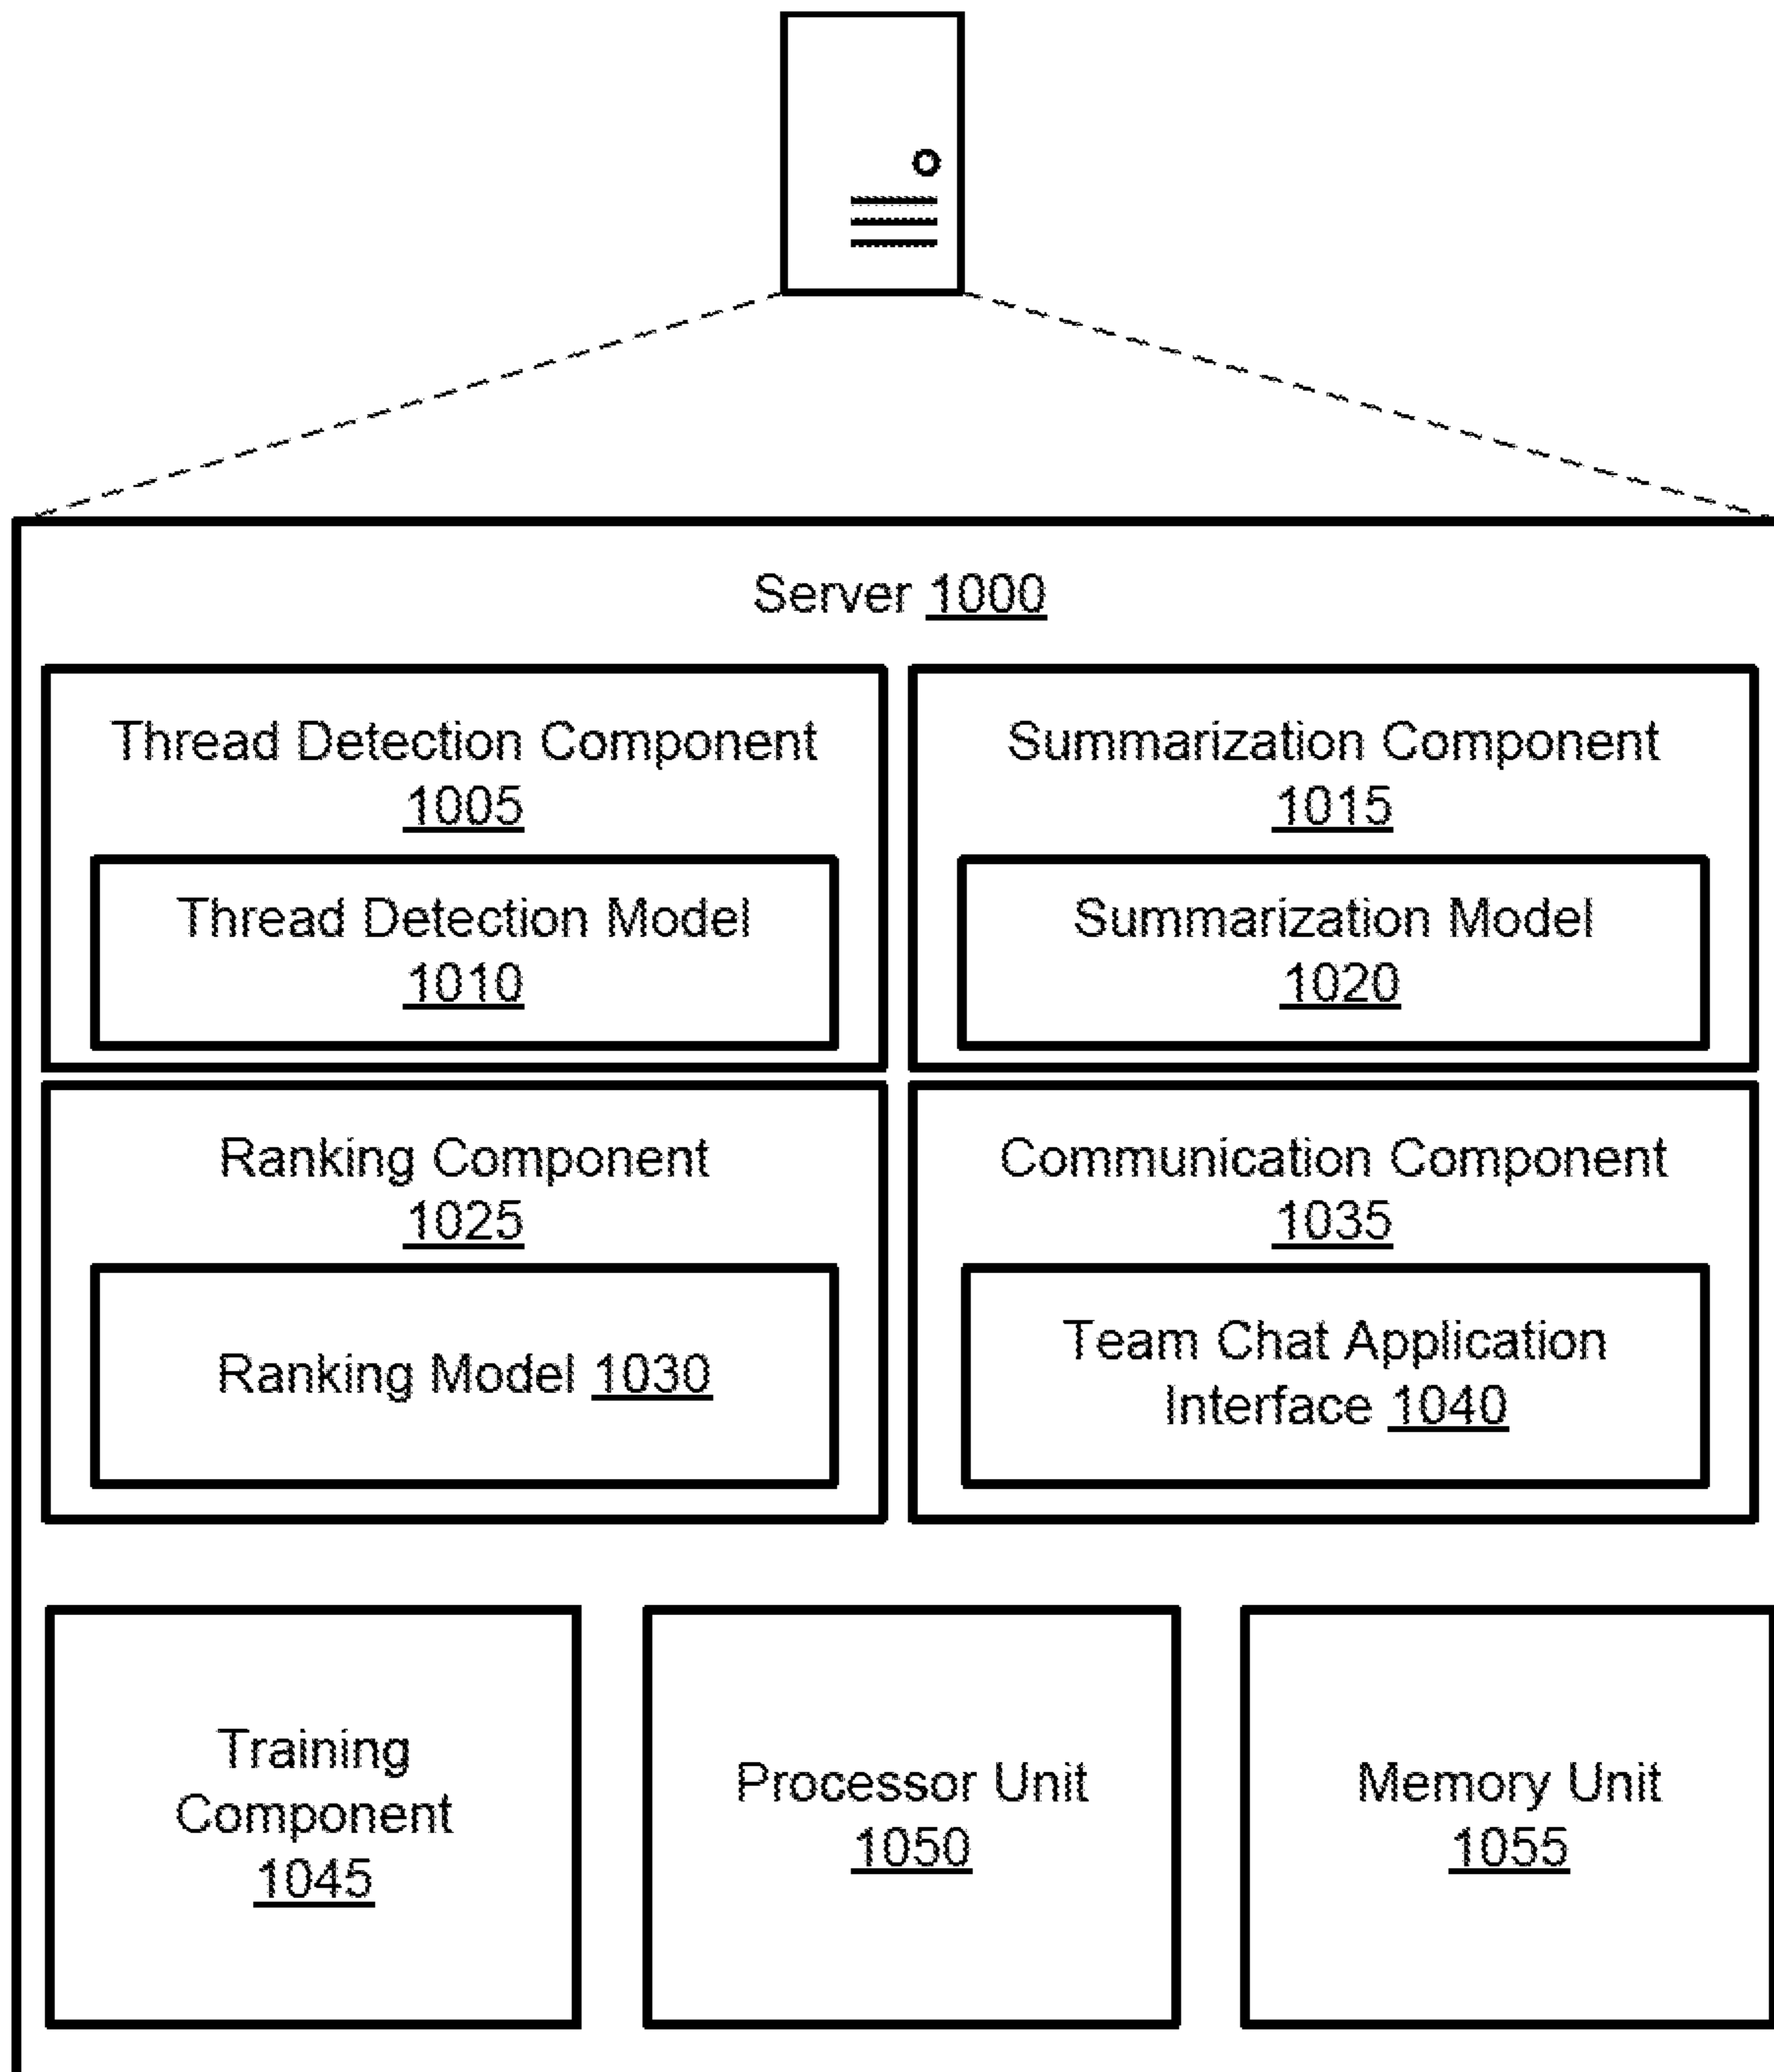 Server 1000
Thread Detection Component
1005
Thread Detection Model
1010
Summarization Component
1015
Summarization Model
1020
Ranking Component
1025
Ranking Model 1030
Communication Component
1035
Team Chat Application
Interface 1040
Training
Component
1045
Processor Unit
1050
Memory Unit
1055